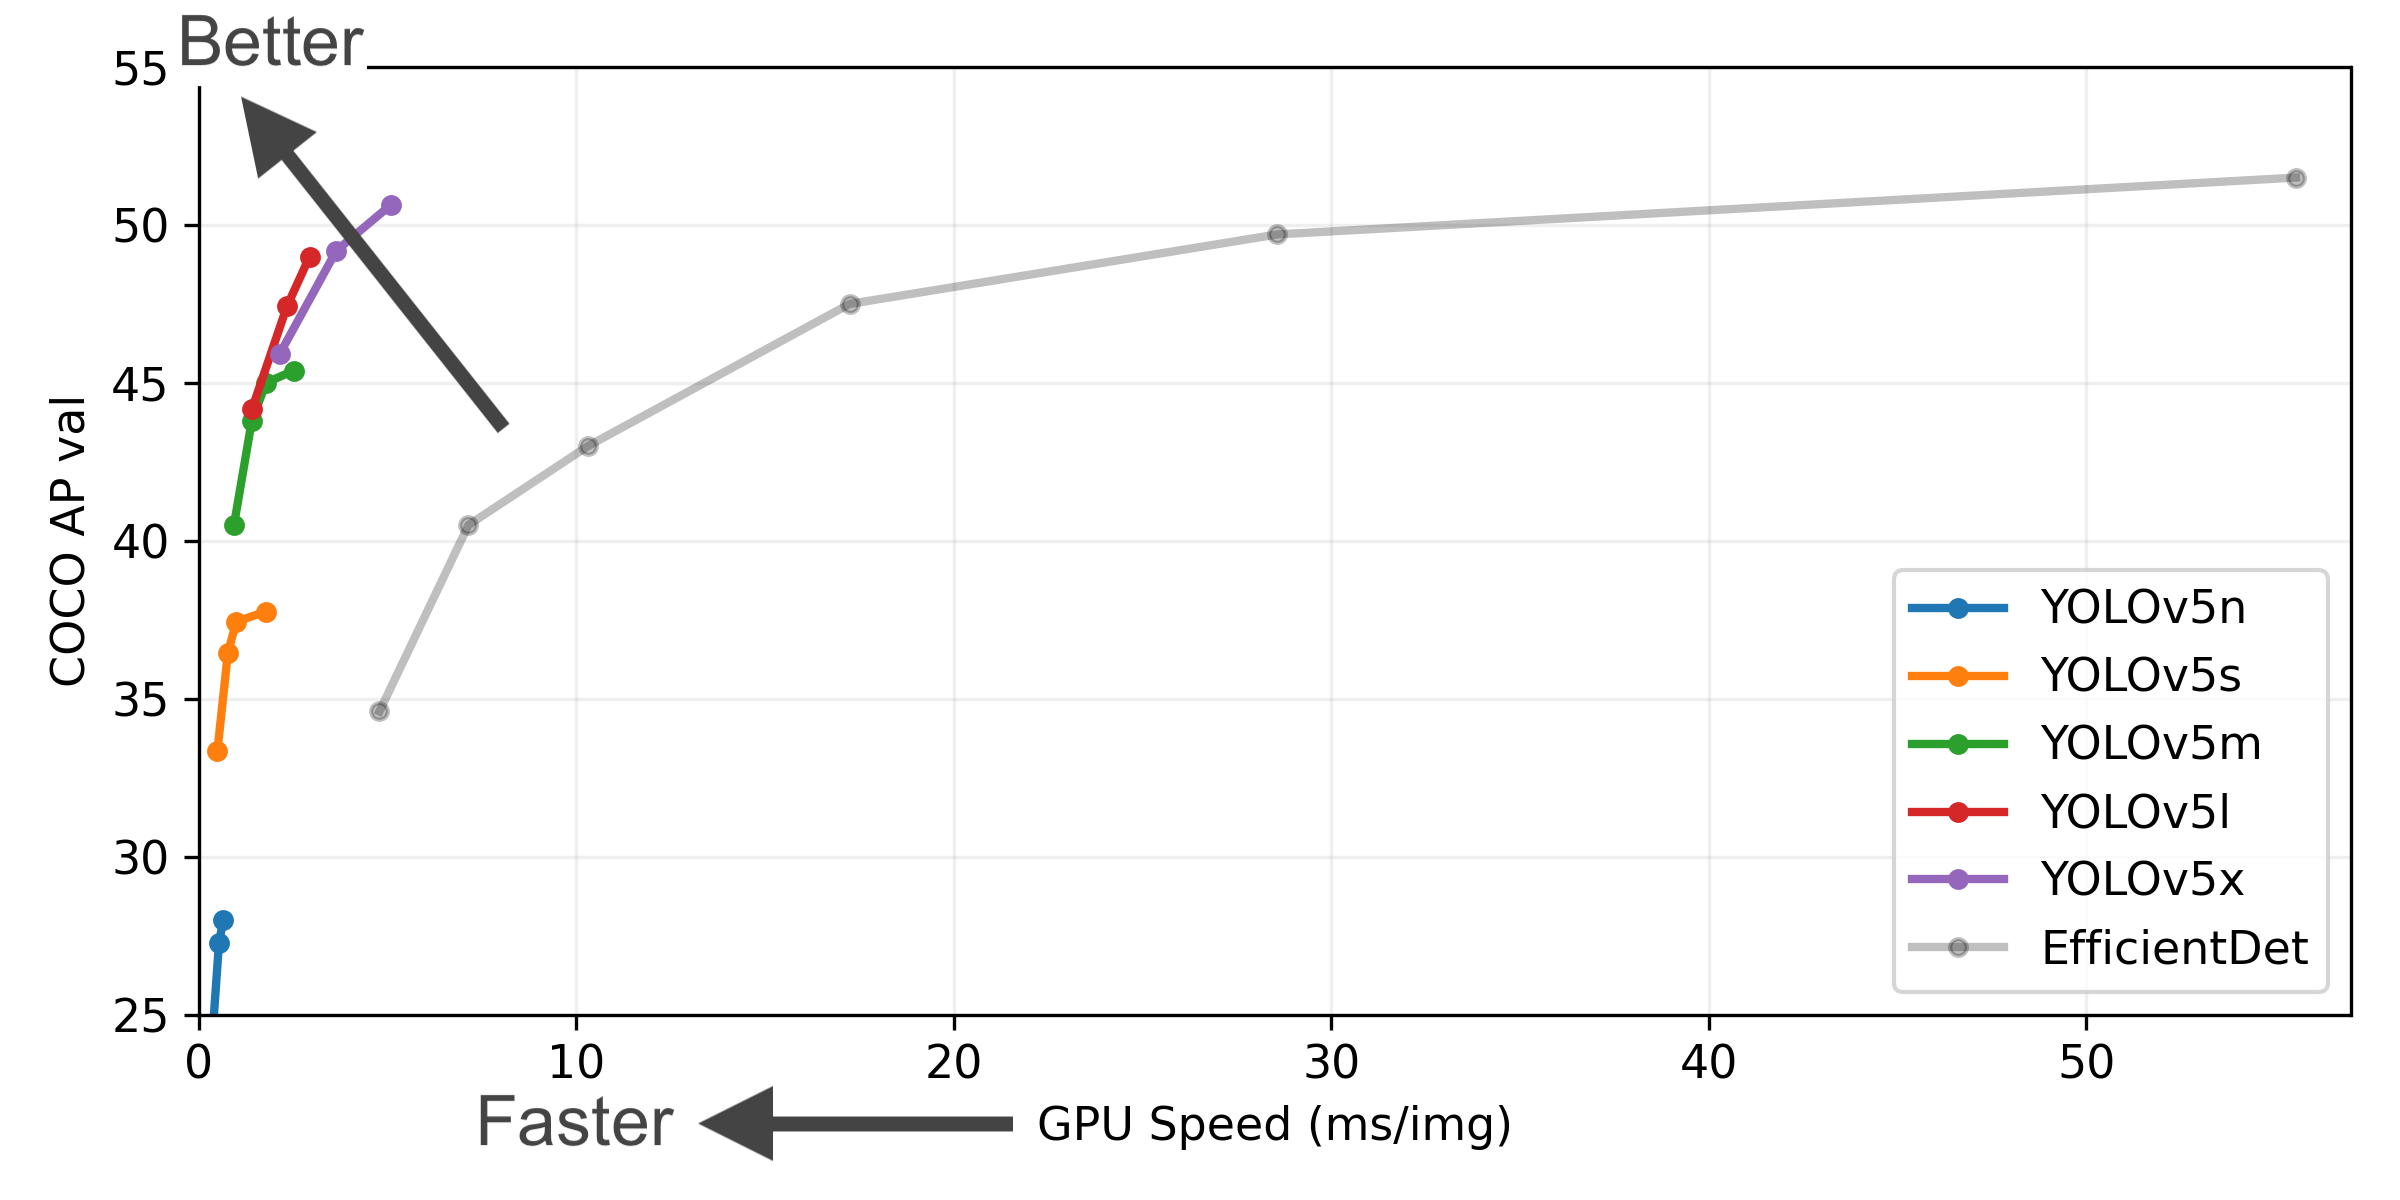 Better
55
50
45
40
35
30
25
COCO AP val
YOLOv5n
YOLOv5s
YOLOv5m
YOLOv5l
YOLOv5x
EfficientDet
0 10 20 30 40 50
Faster GPU Speed (ms/img)